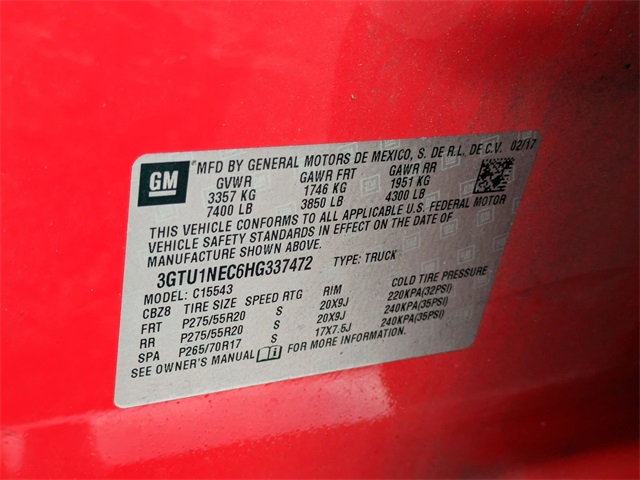 GM
MFD BY GENERAL MOTORS DE MEXICO, S. DE R.L. DE C.V. 02/17
GVWR GAWR FRT GAWR RR
3357 KG 1746 KG 1951 KG
7400 LB 3850 LB 4300 LB
THIS VEHICLE CONFORMS TO ALL APPLICABLE U.S. FEDERAL MOTOR
VEHICLE SAFETY STANDARDS IN EFFECT ON THE DATE OF
MANUFACTURE SHOWN ABOVE.
3GTU1NEC6HG337472 TYPE: TRUCK
MODEL: C15543
CBZ8 TIRE SIZE SPEED RTG RIM COLD TIRE PRESSURE
FRT P275/55R20 S 20X9J 220KPA(32PSI)
RR P275/55R20 S 20X9J 240KPA(35PSI)
SPA P265/70R17 S 17X7.5J 240KPA(35PSI)
SEE OWNER'S MANUAL FOR MORE INFORMATION.